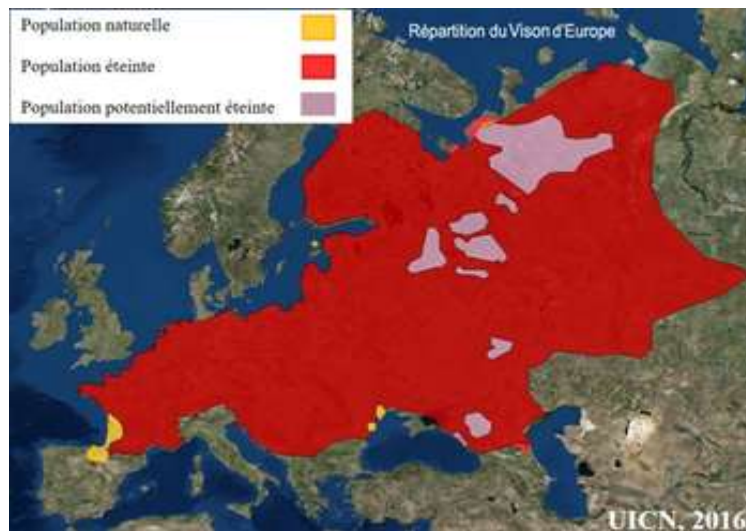 Population naturelle
Répartition du Vison d'Europe
Population éteinte
Population potentiellement éteinte
UICN, 2016